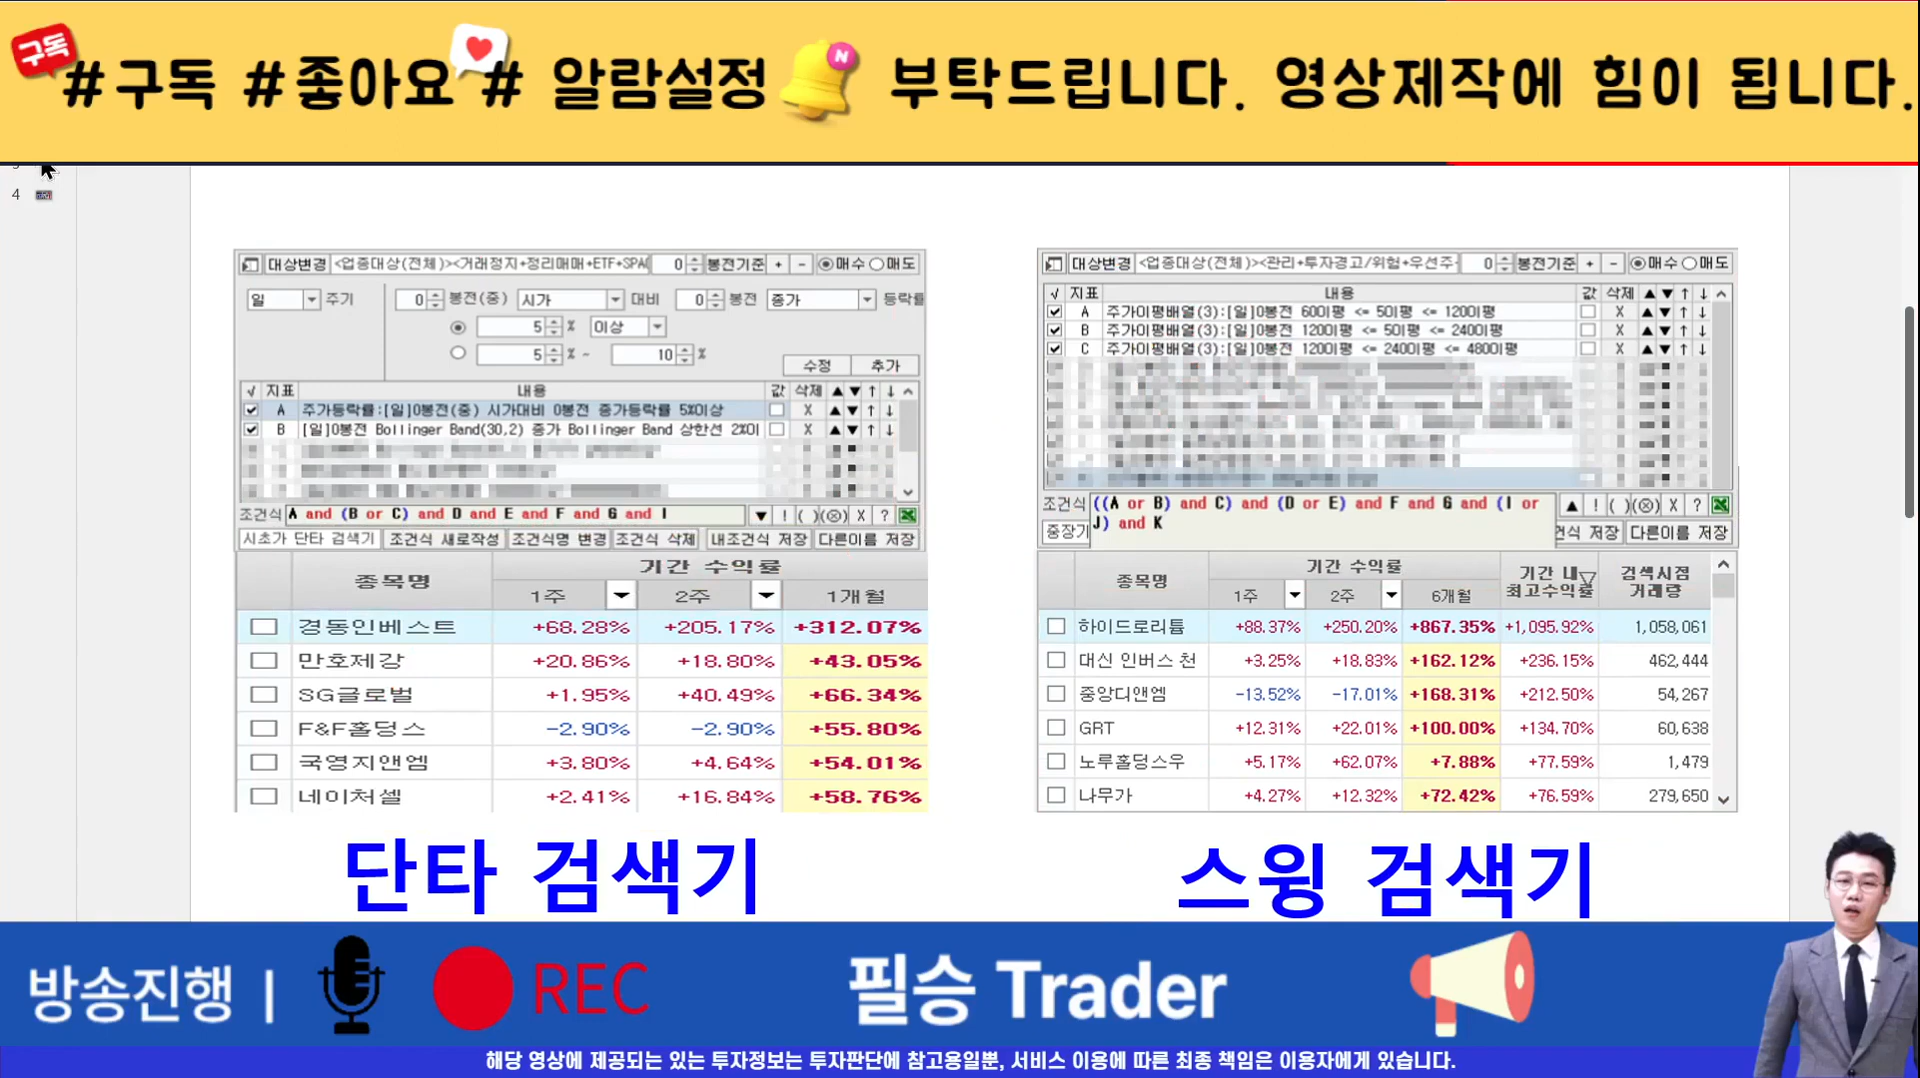 구독
#구독 #좋아요 # 알람설정 N 부탁드립니다. 영상제작에 힘이 됩니다.
4
대상변경 <업종대상(전체)><거래정지+정리매매+ETF+SPA 0 봉전기준 + - 매수 매도
일 주기 0 봉전(중) 시가 대비 0 봉전 종가 등락률
5 % 이상
5 % ~ 10 %
수정 추가
√ 지표 내용 값 삭제 ▲ ▼ ↑ ↓
A 주가등락률:[일]0봉전(중) 시가대비 0봉전 종가등락률 5%이상 X ▲ ▼ ↑ ↓
B [일]0봉전 Bollinger Band(30,2) 종가 Bollinger Band 상한선 2%이 X ▲ ▼ ↑ ↓
조건식 A and (B or C) and D and E and F and G and I ▼ ! ( ) (⊗) X ?
시초가 단타 검색기 조건식 새로작성 조건식명 변경 조건식 삭제 내조건식 저장 다른이름 저장
종목명 기간 수익률
1주 2주 1개월
경동인베스트 +68.28% +205.17% +312.07%
만호제강 +20.86% +18.80% +43.05%
SG글로벌 +1.95% +40.49% +66.34%
F&F홀딩스 -2.90% -2.90% +55.80%
국영지앤엠 +3.80% +4.64% +54.01%
네이처셀 +2.41% +16.84% +58.76%
단타 검색기
대상변경 <업종대상(전체)><관리+투자경고/위험+우선주 0 봉전기준 + - 매수 매도
√ 지표 내용 값 삭제 ▲ ▼ ↑ ↓
A 주가이평배열(3):[일]0봉전 60이평 <= 5이평 <= 120이평 X ▲ ▼ ↑ ↓
B 주가이평배열(3):[일]0봉전 120이평 <= 5이평 <= 240이평 X ▲ ▼ ↑ ↓
C 주가이평배열(3):[일]0봉전 120이평 <= 240이평 <= 480이평 X ▲ ▼ ↑ ↓
조건식 ((A or B) and C) and (D or E) and F and G and (I or
J) and K
▲ ! ( ) (⊗) X ?
중장기 건식 저장 다른이름 저장
종목명 기간 수익률 기간 내 최고수익률 검색시점 거래량
1주 2주 6개월
하이드로리튬 +88.37% +250.20% +867.35% +1,095.92% 1,058,061
대신 인버스 천 +3.25% +18.83% +162.12% +236.15% 462,444
중앙디앤엠 -13.52% -17.01% +168.31% +212.50% 54,267
GRT +12.31% +22.01% +100.00% +134.70% 60,638
노루홀딩스우 +5.17% +62.07% +7.88% +77.59% 1,479
나무가 +4.27% +12.32% +72.42% +76.59% 279,650
스윙 검색기
방송진행 | REC 필승 Trader
해당 영상에 제공되는 있는 투자정보는 투자판단에 참고용일뿐, 서비스 이용에 따른 최종 책임은 이용자에게 있습니다.